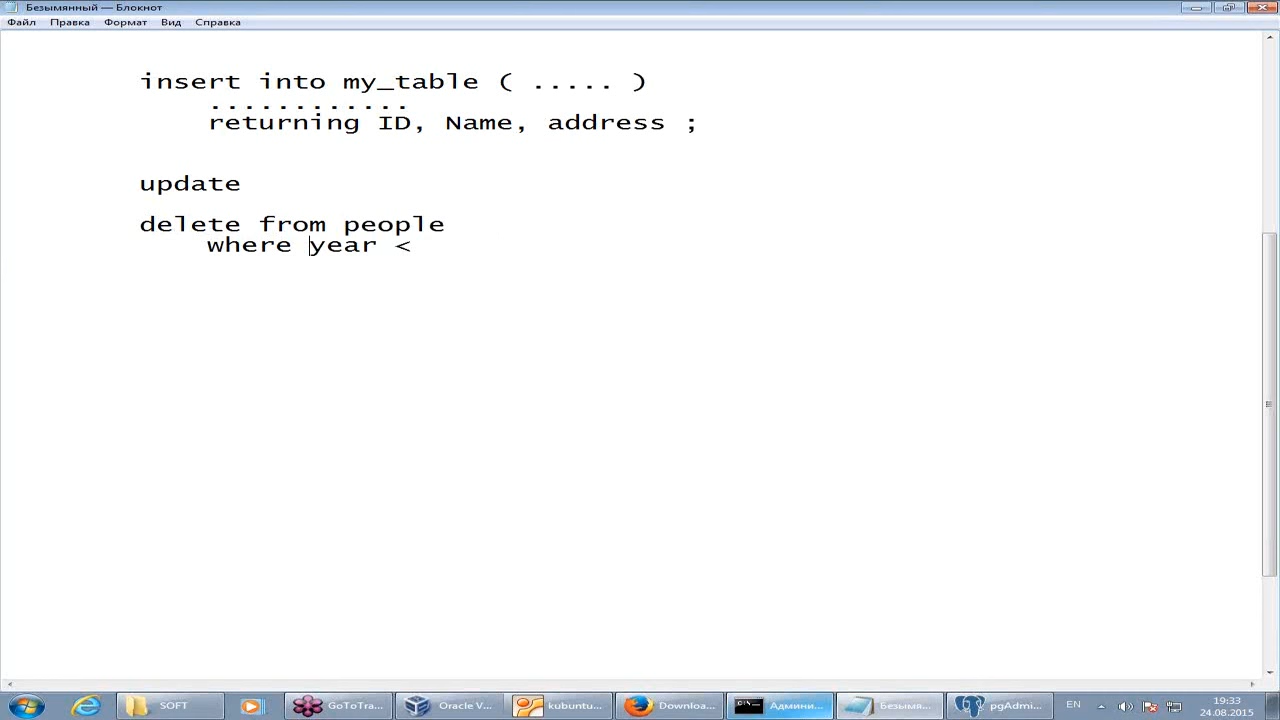 Безымянный — Блокнот
Файл Правка Формат Вид Справка
insert into my_table ( ..... )
............
returning ID, Name, address ;
update
delete from people
where year <
SOFT GoToTra... Oracle V... kubuntu... Downloa... Админи... Безымя... pgAdmi... EN 19:33
24.08.2015